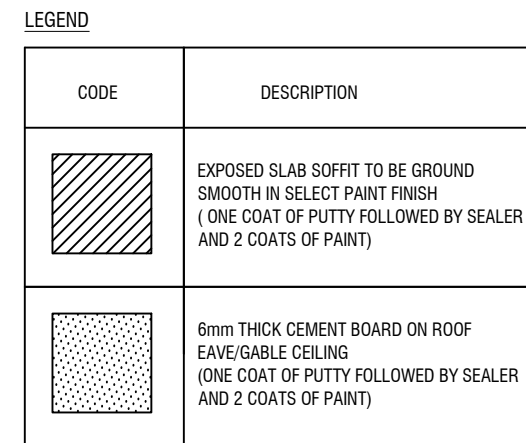 LEGEND
CODE
DESCRIPTION
EXPOSED SLAB SOFFIT TO BE GROUND
SMOOTH IN SELECT PAINT FINISH
( ONE COAT OF PUTTY FOLLOWED BY SEALER
AND 2 COATS OF PAINT)
6mm THICK CEMENT BOARD ON ROOF
EAVE/GABLE CEILING
(ONE COAT OF PUTTY FOLLOWED BY SEALER
AND 2 COATS OF PAINT)